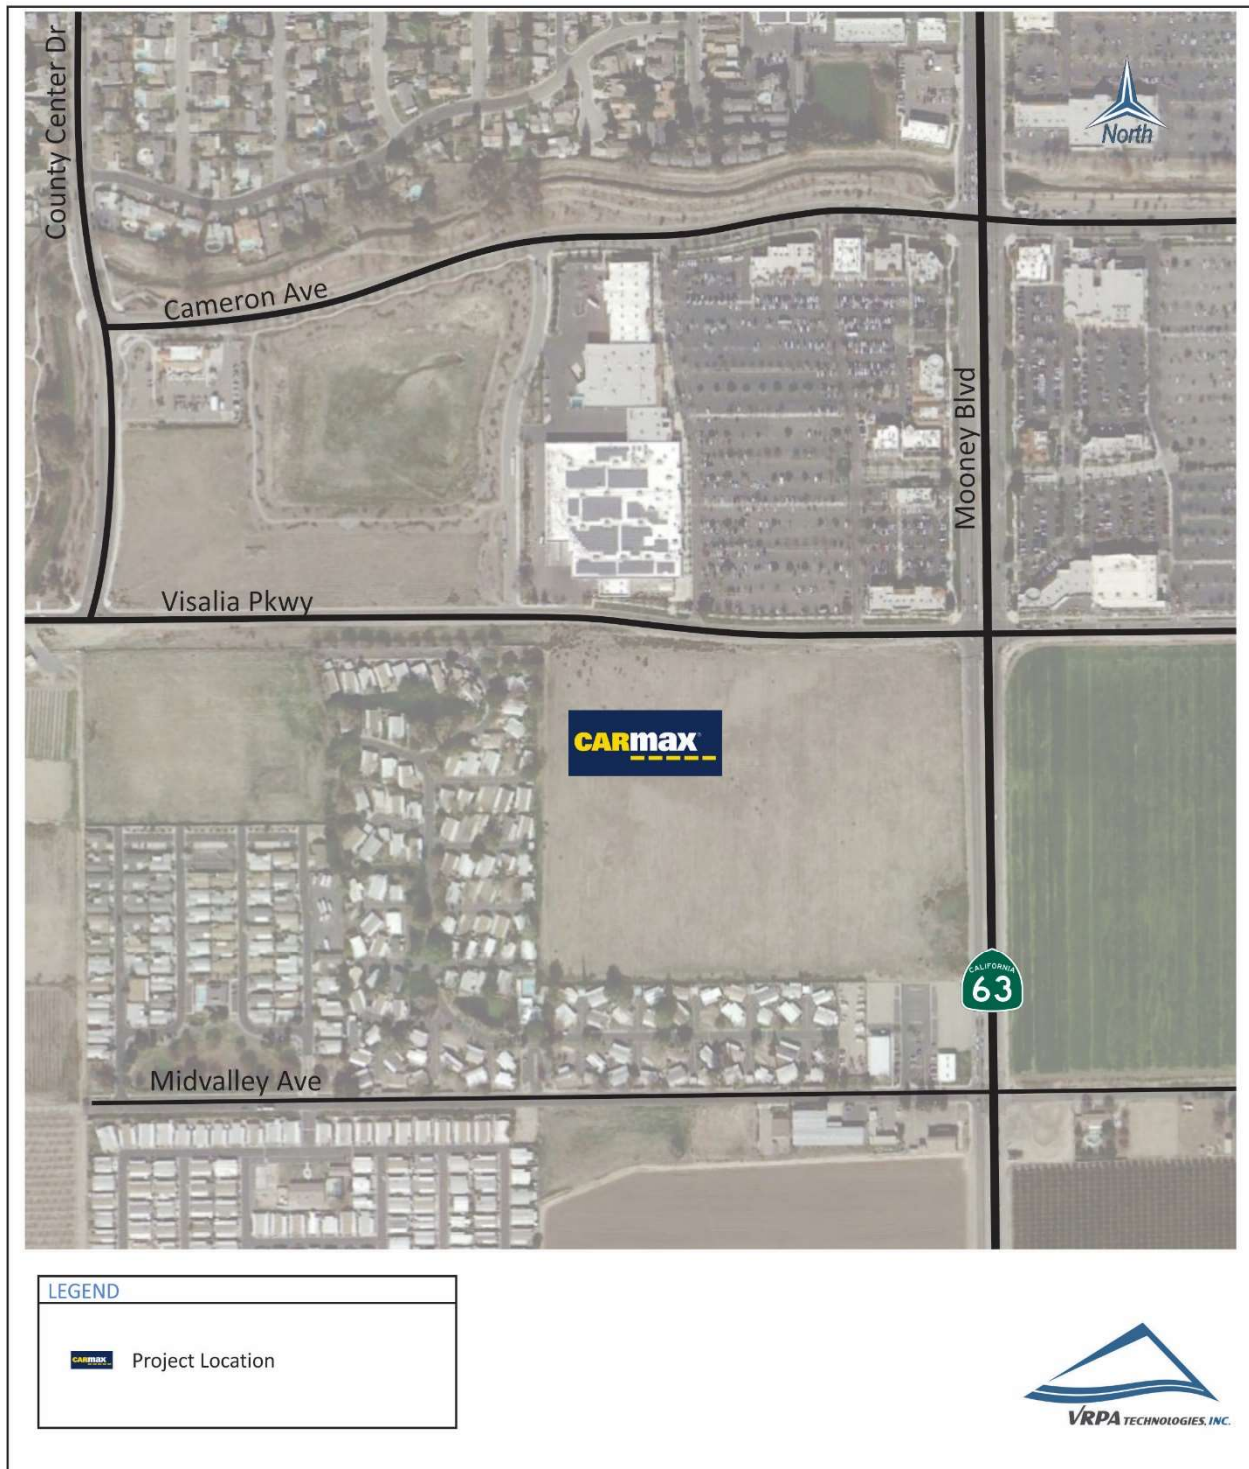 County Center Dr
North
Cameron Ave
Mooney Blvd
Visalia Pkwy
CARMAX
CALIFORNIA
63
Midvalley Ave
LEGEND
CARMAX Project Location
VRPA TECHNOLOGIES, INC.